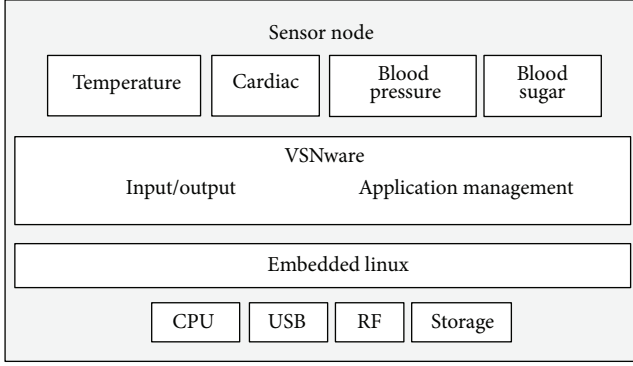 Sensor node
Temperature
Cardiac
Blood
pressure
Blood
sugar
VSNware
Input/output
Application management
Embedded linux
CPU
USB
RF
Storage